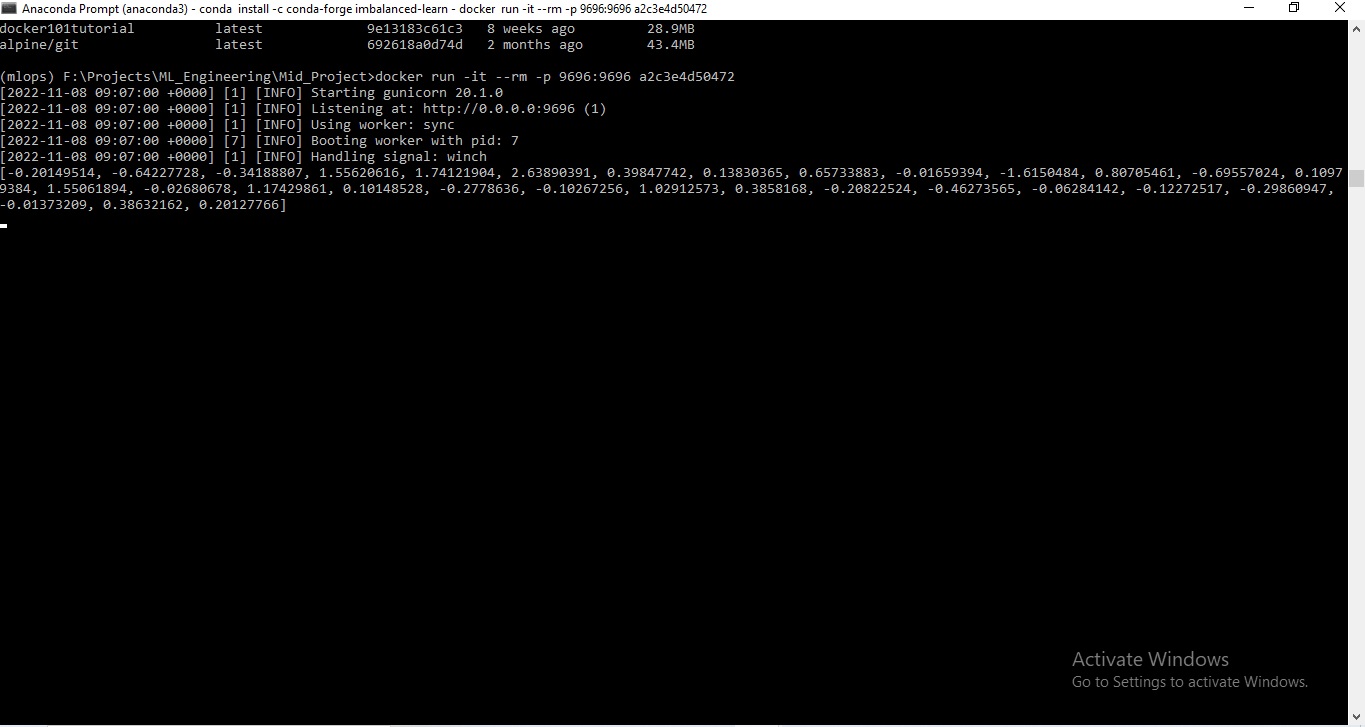 Anaconda Prompt (anaconda3) - conda  install -c conda-forge imbalanced-learn - docker  run -it --rm -p 9696:9696 a2c3e4d50472
docker101tutorial          latest             9e13183c61c3   8 weeks ago         28.9MB
alpine/git                 latest             692618a0d74d   2 months ago        43.4MB
(mlops) F:\Projects\ML_Engineering\Mid_Project>docker run -it --rm -p 9696:9696 a2c3e4d50472
[2022-11-08 09:07:00 +0000] [1] [INFO] Starting gunicorn 20.1.0
[2022-11-08 09:07:00 +0000] [1] [INFO] Listening at: http://0.0.0.0:9696 (1)
[2022-11-08 09:07:00 +0000] [1] [INFO] Using worker: sync
[2022-11-08 09:07:00 +0000] [7] [INFO] Booting worker with pid: 7
[2022-11-08 09:07:00 +0000] [1] [INFO] Handling signal: winch
[-0.20149514, -0.64227728, -0.34188807, 1.55620616, 1.74121904, 2.63890391, 0.39847742, 0.13830365, 0.65733883, -0.01659394, -1.6150484, 0.80705461, -0.69557024, 0.1097
9384, 1.55061894, -0.02680678, 1.17429861, 0.10148528, -0.2778636, -0.10267256, 1.02912573, 0.3858168, -0.20822524, -0.46273565, -0.06284142, -0.12272517, -0.29860947,
-0.01373209, 0.38632162, 0.20127766]
Activate Windows
Go to Settings to activate Windows.